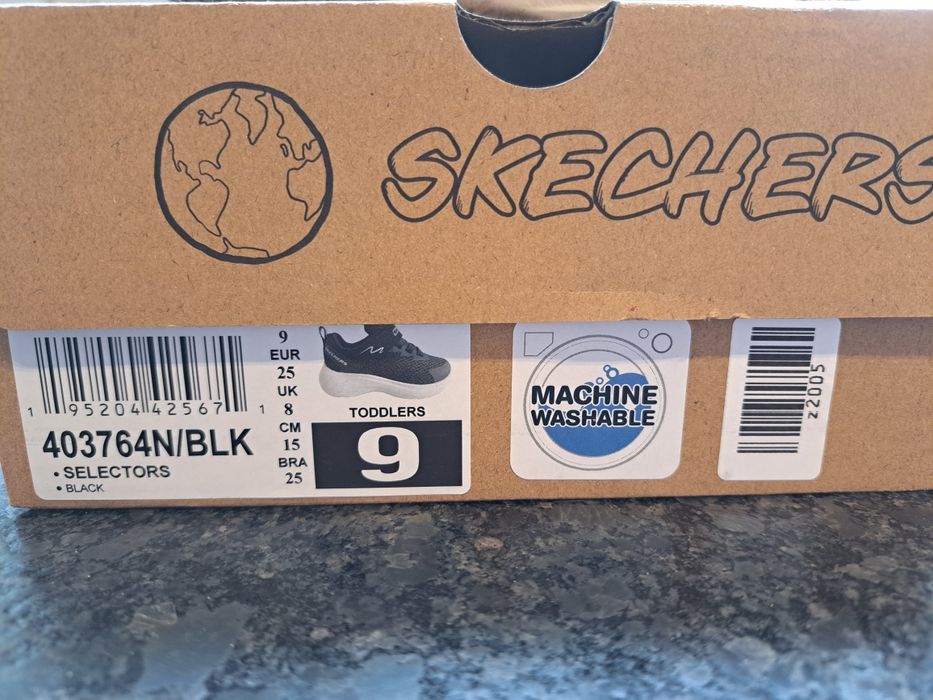 SKECHERS
1 95204 42567 1
403764N/BLK
• SELECTORS
• BLACK
9
EUR
25
UK
8
CM
15
BRA
25
TODDLERS
9
MACHINE
WASHABLE
z2005